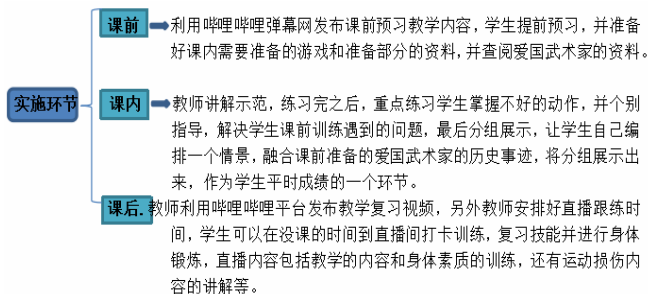 课前
利用哔哩哔哩弹幕网发布课前预习教学内容，学生提前预习，并准备
好课内需要准备的游戏和准备部分的资料，并查阅爱国武术家的资料。
实施环节
课内
教师讲解示范，练习完之后，重点练习学生掌握不好的动作，并个别
指导，解决学生课前训练遇到的问题，最后分组展示，让学生自己编
排一个情景，融合课前准备的爱国武术家的历史事迹，将分组展示出
来，作为学生平时成绩的一个环节。
课后.
教师利用哔哩哔哩平台发布教学复习视频，另外教师安排好直播跟练时
间，学生可以在没课的时间到直播间打卡训练，复习技能并进行身体
锻炼，直播内容包括教学的内容和身体素质的训练，还有运动损伤内
容的讲解等。